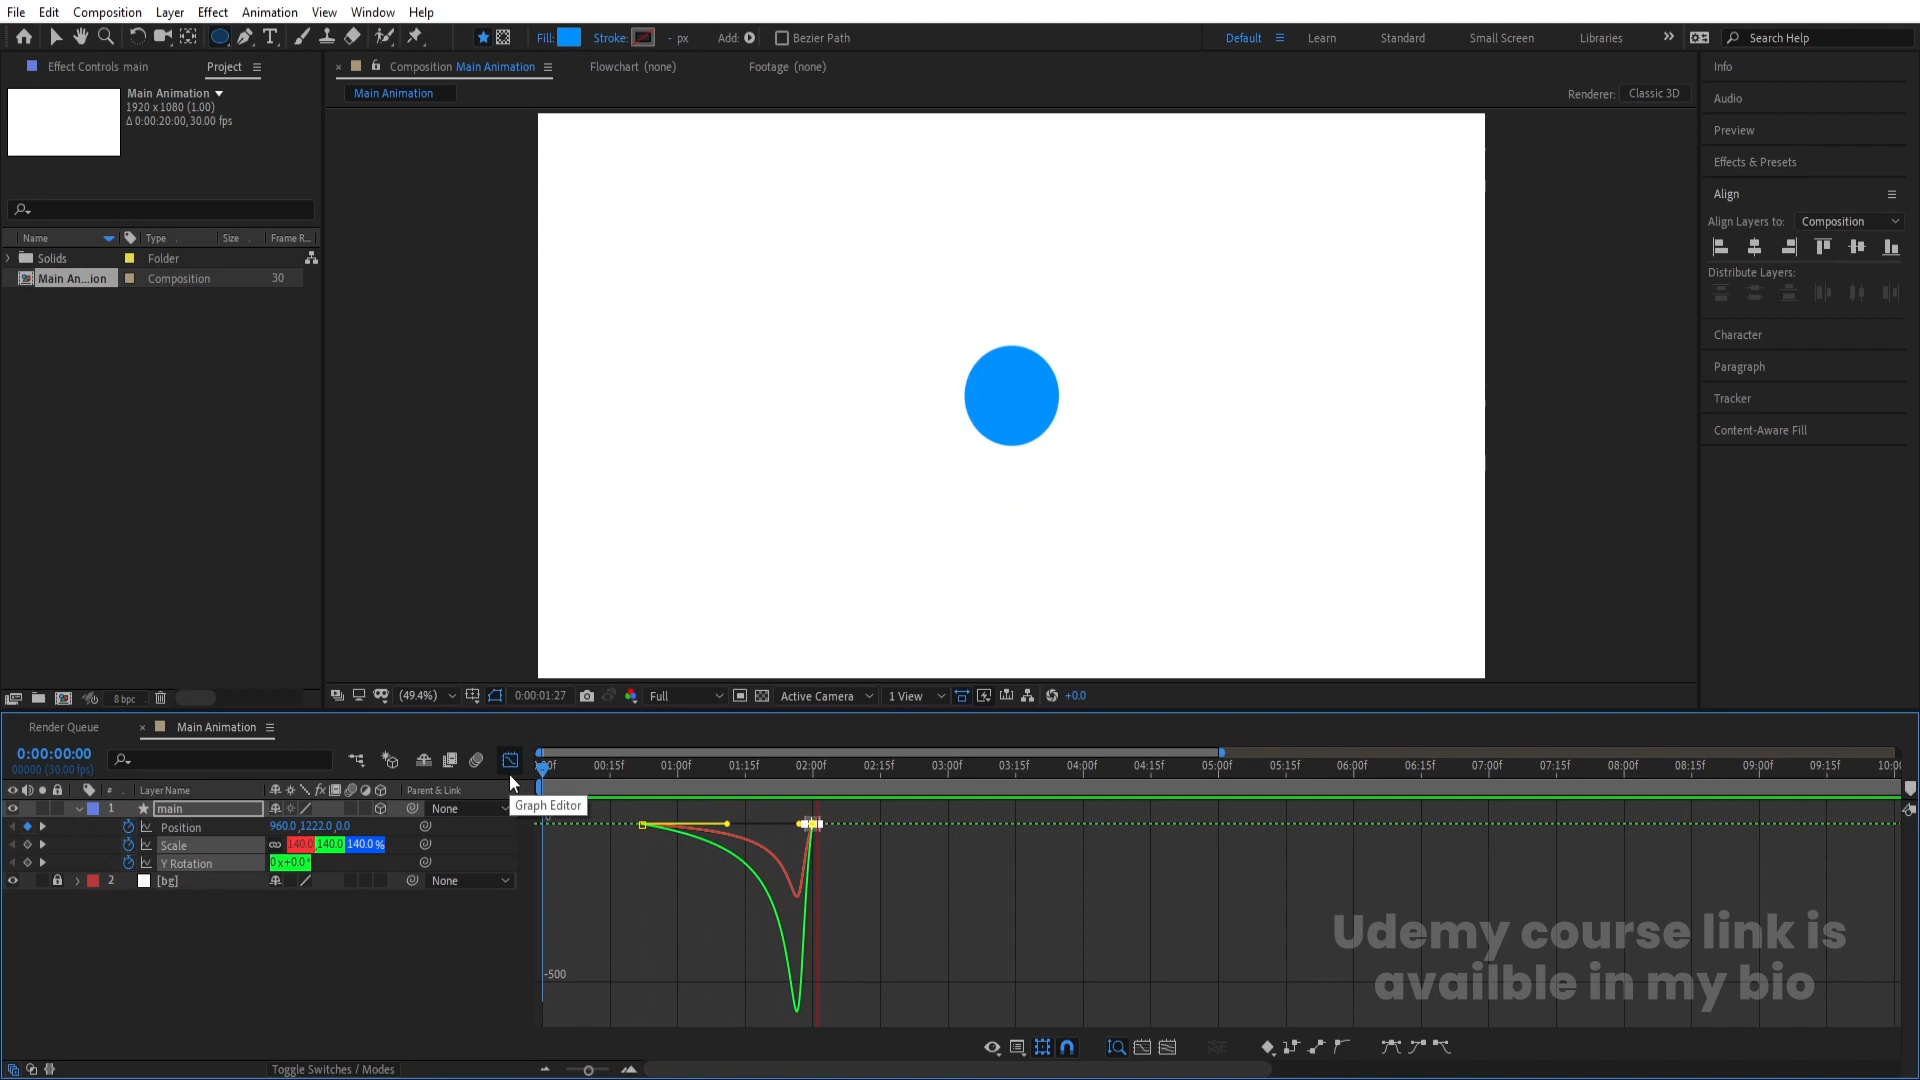 File Edit Composition Layer Effect Animation View Window Help
Fill: Stroke: - px Add: Bezier Path Default Learn Standard Small Screen Libraries Search Help
Effect Controls main Project
Composition Main Animation Flowchart (none) Footage (none)
Main Animation
1920 x 1080 (1.00)
Δ 0:00:20:00, 30.00 fps
Main Animation
Renderer: Classic 3D
Name Type Size Frame R...
Solids Folder
Main An...ion Composition 30
Info
Audio
Preview
Effects & Presets
Align
Align Layers to: Composition
Distribute Layers:
Character
Paragraph
Tracker
Content-Aware Fill
8 bpc
(49.4%) 0:00:01:27 Full Active Camera 1 View +0.0
Render Queue Main Animation
0:00:00:00
00000 (30.00 fps)
00:15f 01:00f 01:15f 02:00f 02:15f 03:00f 03:15f 04:00f 04:15f 05:00f 05:15f 06:00f 06:15f 07:00f 07:15f 08:00f 08:15f 09:00f 09:15f 10:0
# Layer Name fx Parent & Link
1 main None
Graph Editor
Position 960.0,1222.0,0.0
Scale 140.0,140.0,140.0 %
Y Rotation 0x+0.0°
2 [bg] None
-500
Udemy course link is
availble in my bio
Toggle Switches / Modes